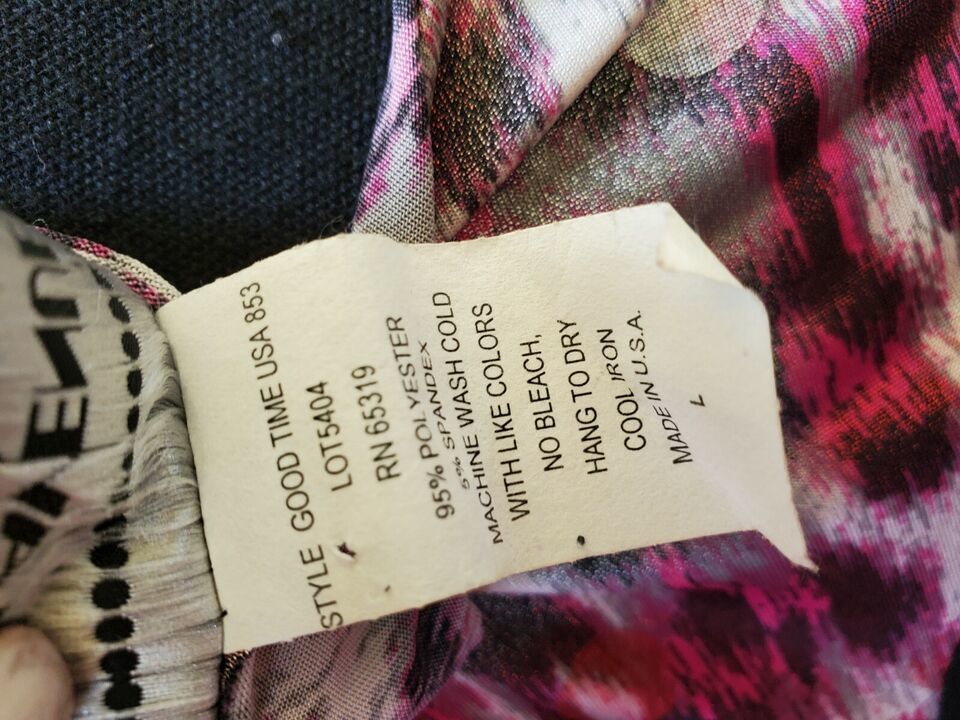 STYLE GOOD TIME USA 853
LOT5404
RN 65319
95% POLYESTER
5% SPANDEX
MACHINE WASH COLD
WITH LIKE COLORS
NO BLEACH,
HANG TO DRY
COOL IRON
MADE IN U.S.A.
L